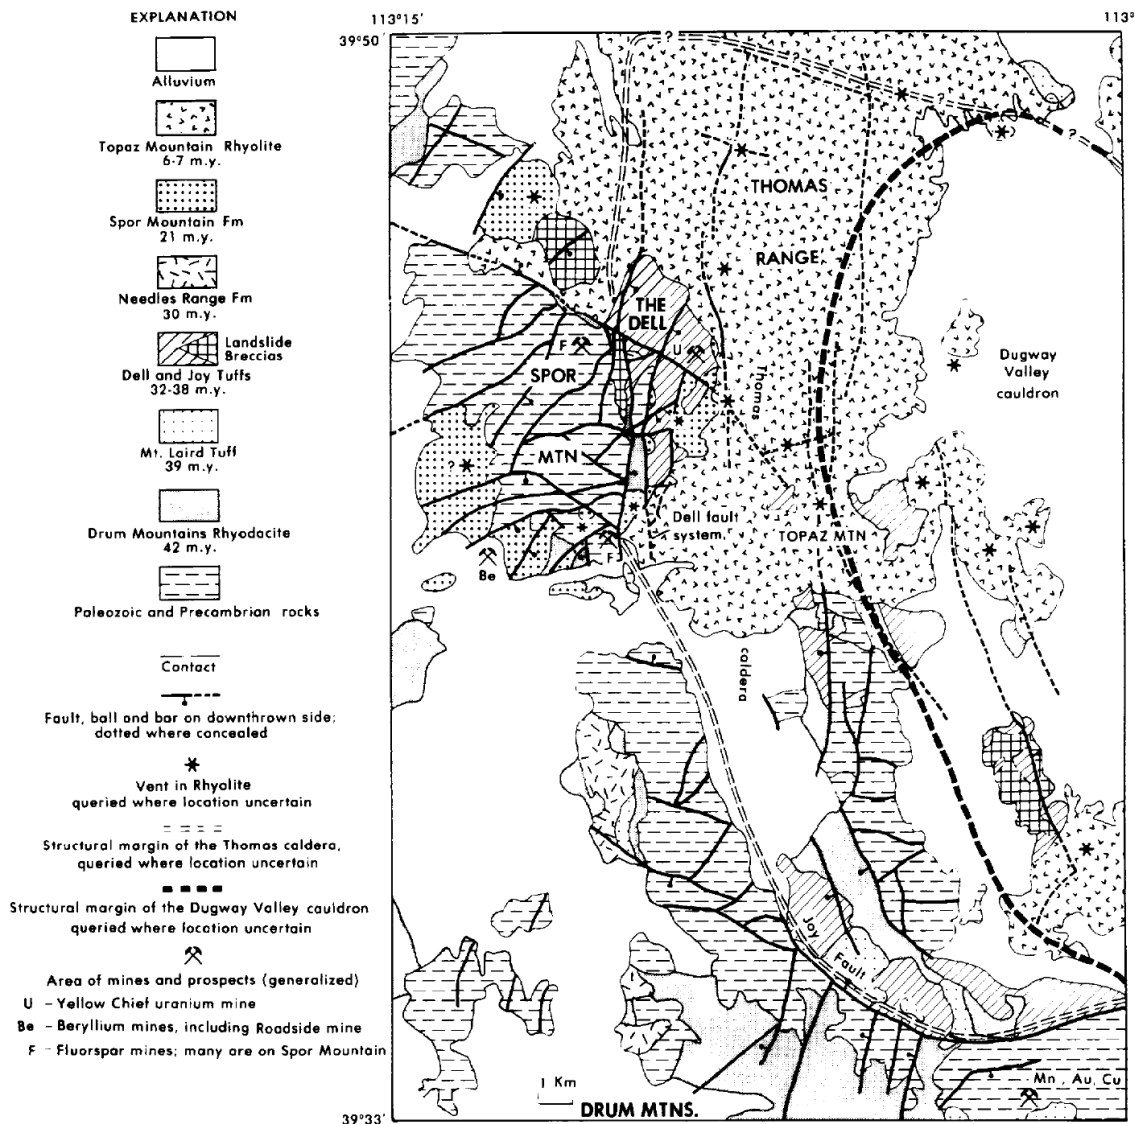 EXPLANATION
Alluvium
Topaz Mountain Rhyolite
6-7 m.y.
Spor Mountain Fm
21 m.y.
Needles Range Fm
30 m.y.
Landslide
Breccias
Dell and Joy Tuffs
32-38 m.y.
Mt. Laird Tuff
39 m.y.
Drum Mountains Rhyodacite
42 m.y.
Paleozoic and Precambrian rocks
Contact
Fault, ball and bar on downthrown side;
dotted where concealed
Vent in Rhyolite
queried where location uncertain
Structural margin of the Thomas caldera,
queried where location uncertain
Structural margin of the Dugway Valley cauldron
queried where location uncertain
Area of mines and prospects (generalized)
U - Yellow Chief uranium mine
Be - Beryllium mines, including Roadside mine
F - Fluorspar mines; many are on Spor Mountain
113°15'
113°
39°50'
?
?
?
THOMAS
RANGE
THE
DELL
F
U
SPOR
Thomas
Dugway
Valley
cauldron
MTN
?
Dell fault
system
TOPAZ MTN
F
Be
caldera
Joy
Fault
1 Km
Mn, Au, Cu
DRUM MTNS.
39°33'